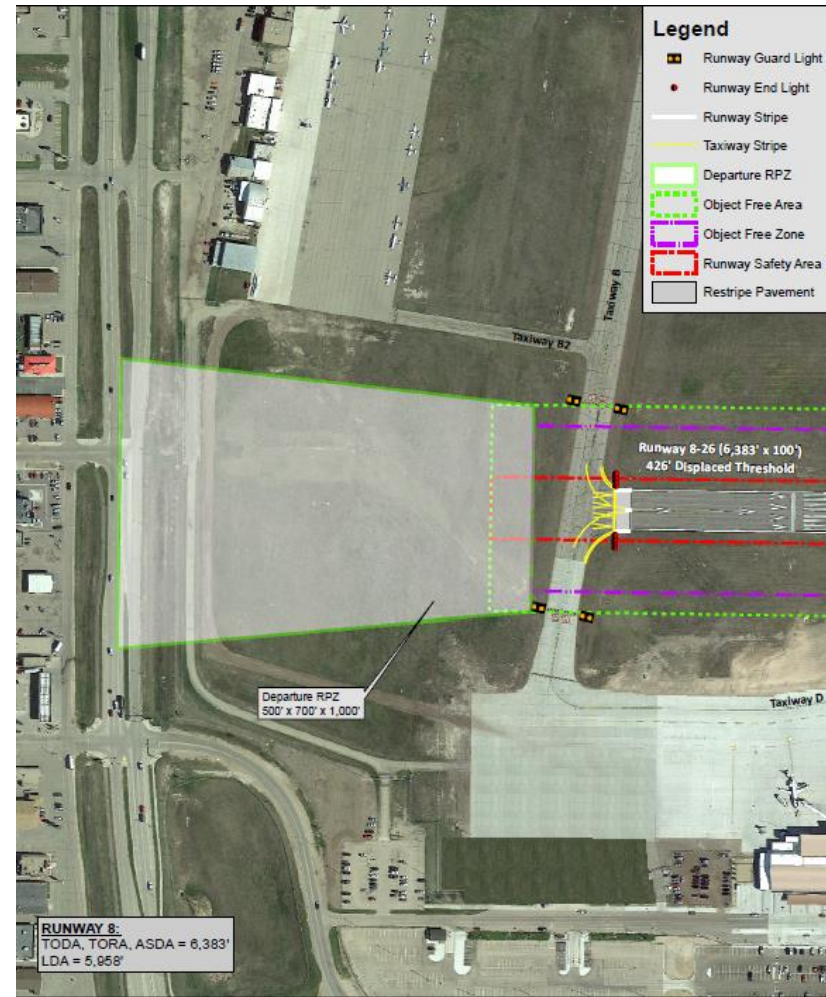 Legend
Runway Guard Light
Runway End Light
Runway Stripe
Taxiway Stripe
Departure RPZ
Object Free Area
Object Free Zone
Runway Safety Area
Restripe Pavement
Taxiway B
Taxiway B2
Runway 8-26 (6,383' x 100')
426' Displaced Threshold
Departure RPZ
500' x 700' x 1,000'
Taxiway D
RUNWAY 8:
TODA, TORA, ASDA = 6,383'
LDA = 5,958'